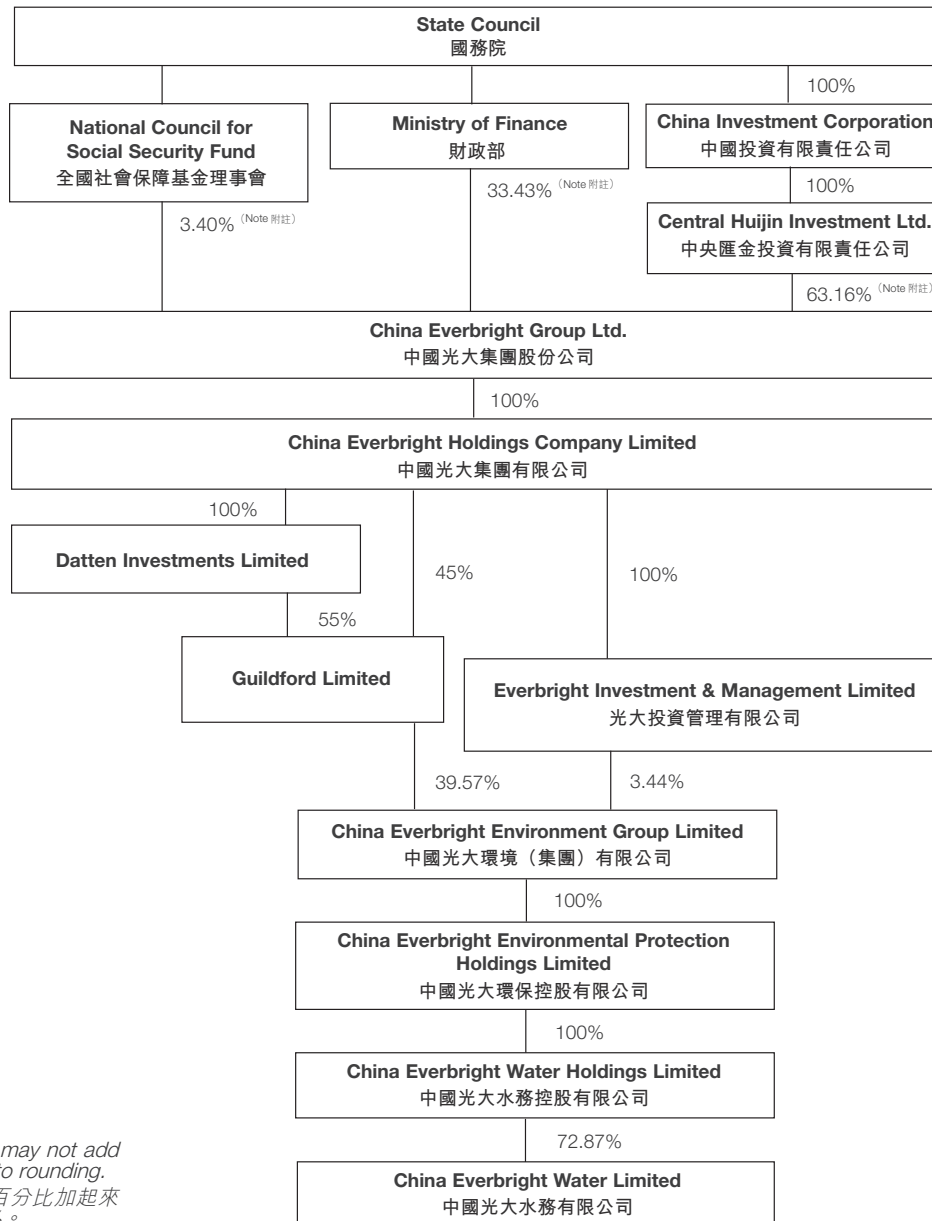 State Council
國務院
100%
National Council for
Social Security Fund
全國社會保障基金理事會
Ministry of Finance
財政部
China Investment Corporation
中國投資有限責任公司
100%
Central Huijin Investment Ltd.
中央匯金投資有限責任公司
3.40% (Note 附註)
33.43% (Note 附註)
63.16% (Note 附註)
China Everbright Group Ltd.
中國光大集團股份公司
100%
China Everbright Holdings Company Limited
中國光大集團有限公司
100%
Datten Investments Limited
45%
100%
55%
Guildford Limited
Everbright Investment & Management Limited
光大投資管理有限公司
39.57%
3.44%
China Everbright Environment Group Limited
中國光大環境（集團）有限公司
100%
China Everbright Environmental Protection
Holdings Limited
中國光大環保控股有限公司
100%
China Everbright Water Holdings Limited
中國光大水務控股有限公司
72.87%
China Everbright Water Limited
中國光大水務有限公司
may not add
to rounding.
百分比加起來